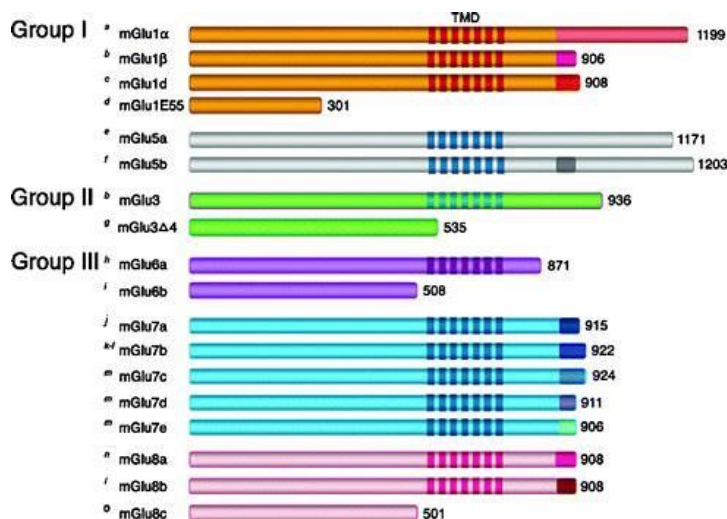 TMD
Group I a mGlu1α 1199
b mGlu1β 906
c mGlu1d 908
d mGlu1E55 301
e mGlu5a 1171
f mGlu5b 1203
Group II b mGlu3 936
g mGlu3Δ4 535
Group III h mGlu6a 871
i mGlu6b 508
j mGlu7a 915
k-l mGlu7b 922
m mGlu7c 924
m mGlu7d 911
m mGlu7e 906
n mGlu8a 908
mGlu8b 908
o mGlu8c 501